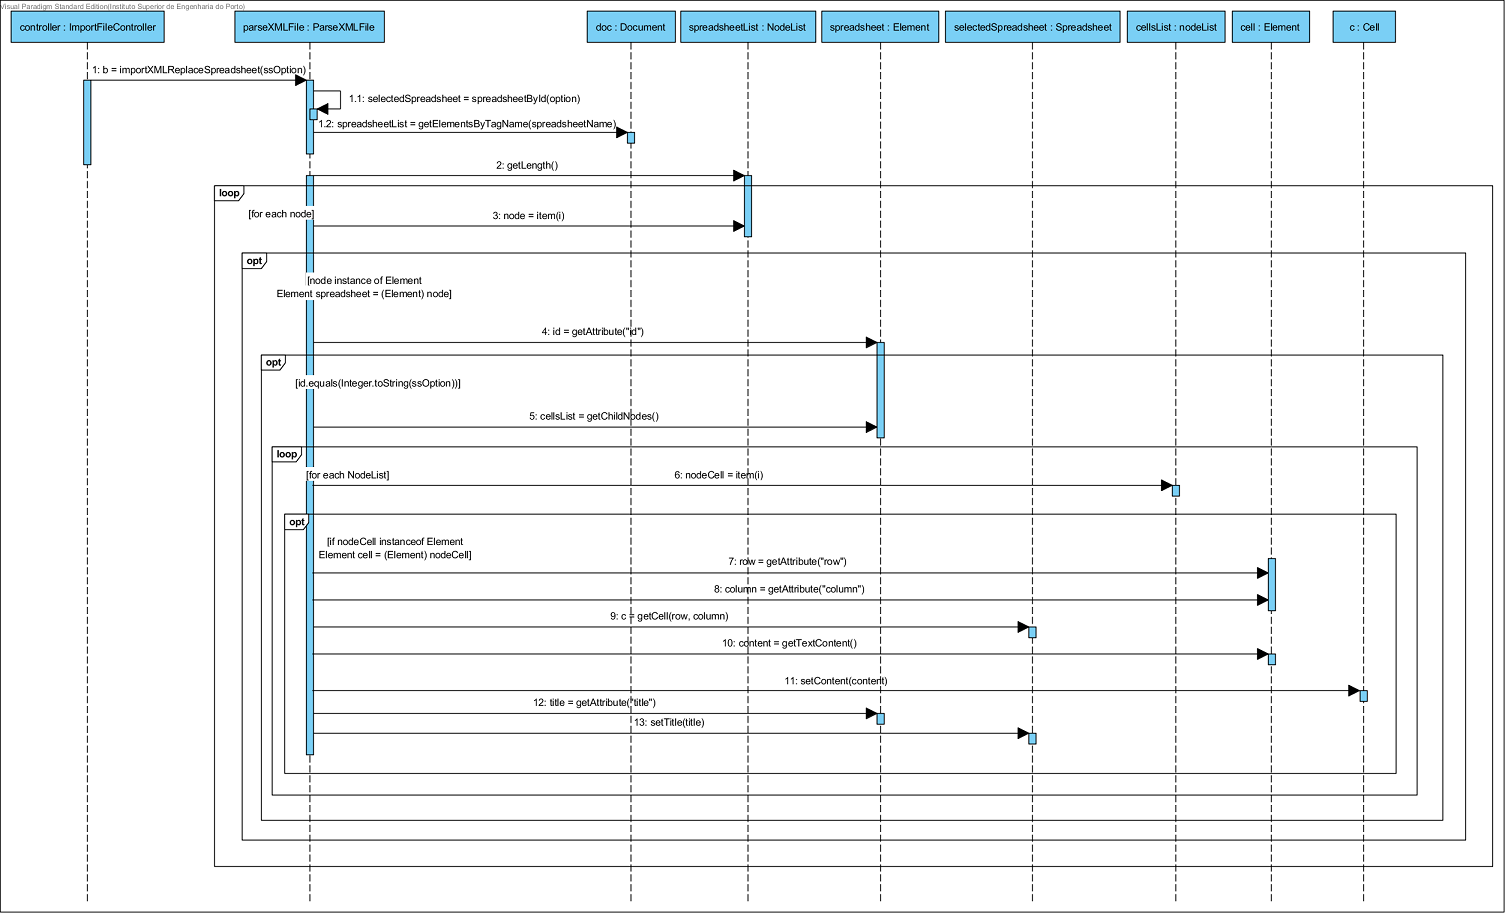 Visual Paradigm Standard Edition(Instituto Superior de Engenharia do Porto)
controller : ImportFileController
parseXMLFile : ParseXMLFile
doc : Document
spreadsheetList : NodeList
spreadsheet : Element
selectedSpreadsheet : Spreadsheet
cellsList : nodeList
cell : Element
c : Cell
1: b = importXMLReplaceSpreadsheet(ssOption)
1.1: selectedSpreadsheet = spreadsheetById(option)
1.2: spreadsheetList = getElementsByTagName(spreadsheetName)
2: getLength()
loop
[for each node]
3: node = item(i)
opt
[node instance of Element
Element spreadsheet = (Element) node]
4: id = getAttribute("id")
opt
[id.equals(Integer.toString(ssOption))]
5: cellsList = getChildNodes()
loop
[for each NodeList]
6: nodeCell = item(i)
opt
[if nodeCell instanceof Element
Element cell = (Element) nodeCell]
7: row = getAttribute("row")
8: column = getAttribute("column")
9: c = getCell(row, column)
10: content = getTextContent()
11: setContent(content)
12: title = getAttribute("title")
13: setTitle(title)